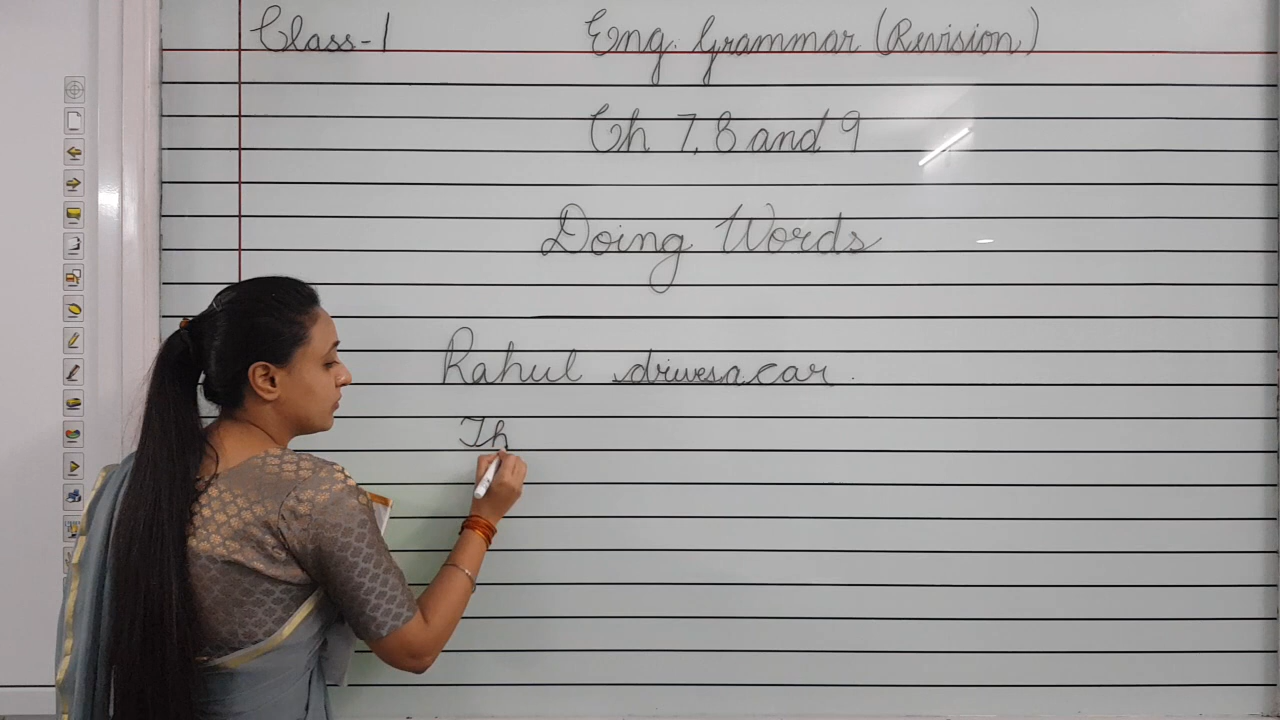 Class-1 Eng. Grammar (Revision)
Ch 7, 8 and 9
Doing Words
Rahul drives a car.
Th